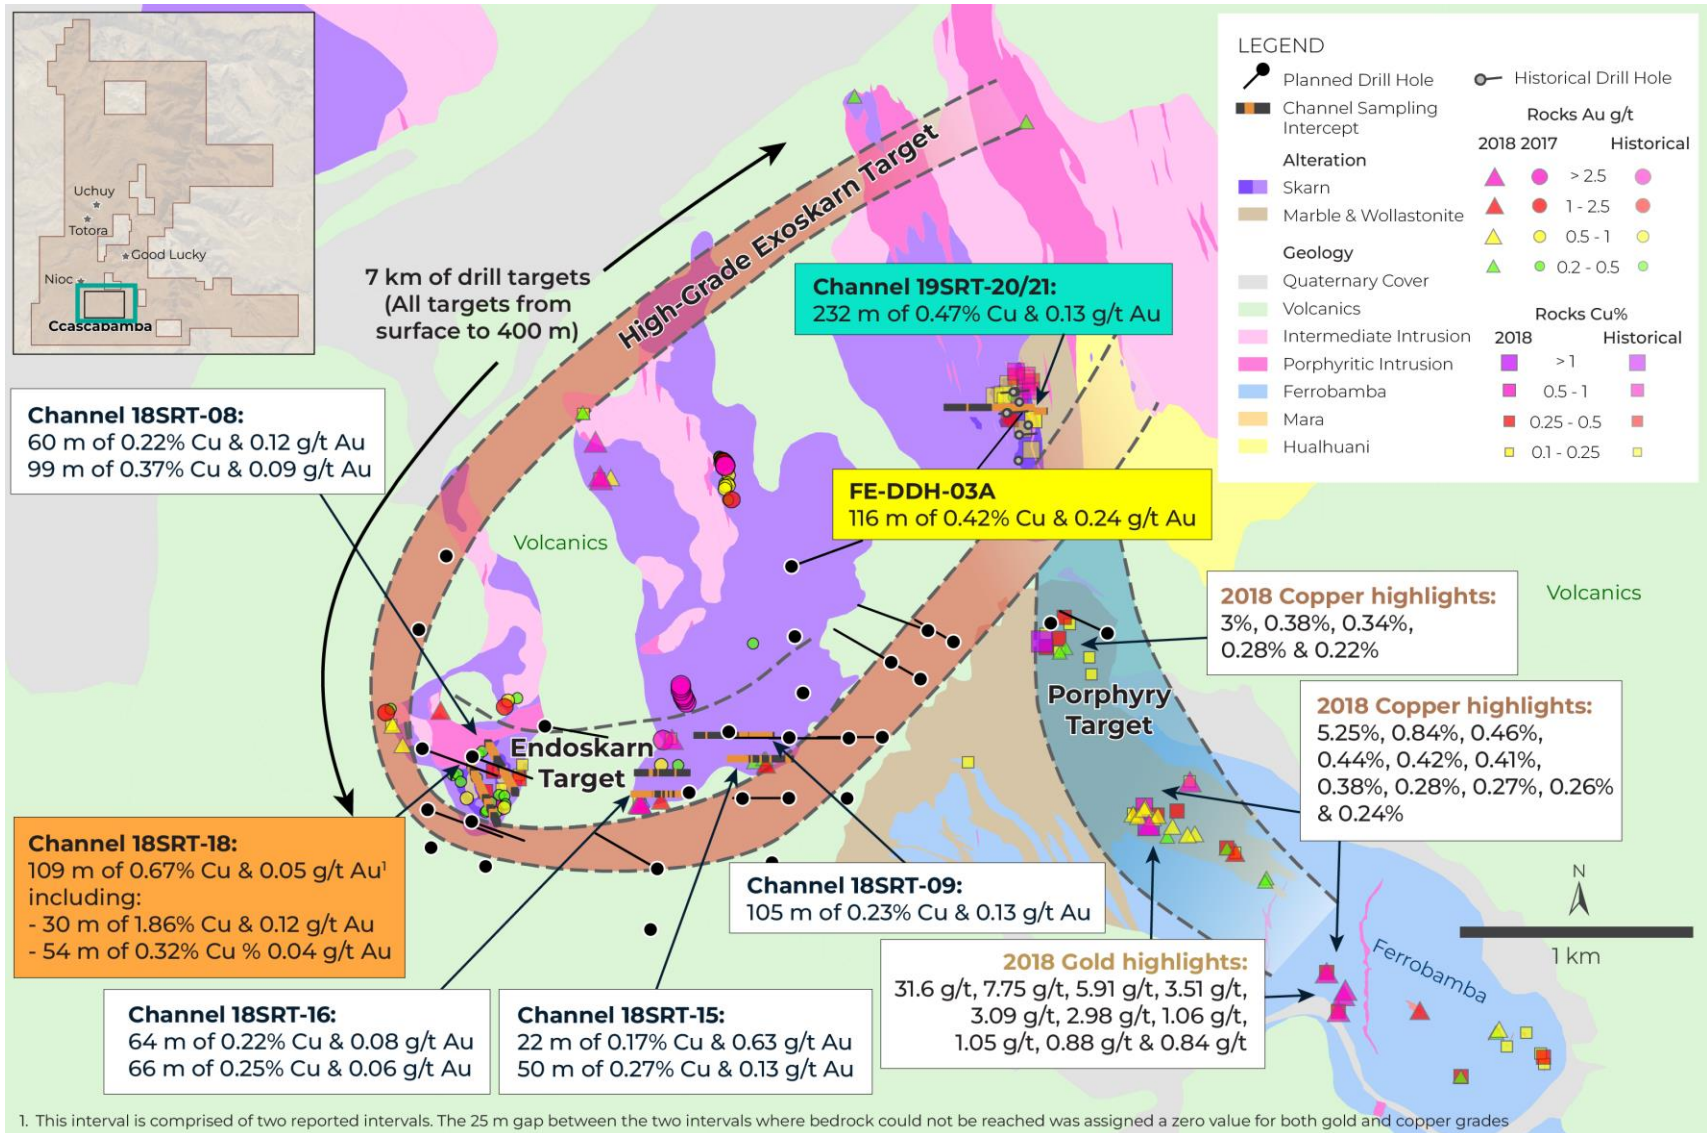 Uchuy
Totora
Good Lucky
Nioc
Ccascabamba
7 km of drill targets
(All targets from
surface to 400 m)
High-Grade Exoskarn Target
LEGEND
Planned Drill Hole
Historical Drill Hole
Channel Sampling
Intercept
Alteration
Skarn
Marble & Wollastonite
Geology
Quaternary Cover
Volcanics
Intermediate Intrusion
Porphyritic Intrusion
Ferrobamba
Mara
Hualhuani
Rocks Au g/t
2018 2017 Historical
> 2.5
1 - 2.5
0.5 - 1
0.2 - 0.5
Rocks Cu%
2018 Historical
> 1
0.5 - 1
0.25 - 0.5
0.1 - 0.25
Channel 19SRT-20/21:
232 m of 0.47% Cu & 0.13 g/t Au
Channel 18SRT-08:
60 m of 0.22% Cu & 0.12 g/t Au
99 m of 0.37% Cu & 0.09 g/t Au
FE-DDH-03A
116 m of 0.42% Cu & 0.24 g/t Au
Volcanics
Volcanics
2018 Copper highlights:
3%, 0.38%, 0.34%,
0.28% & 0.22%
Porphyry
Target
2018 Copper highlights:
5.25%, 0.84%, 0.46%,
0.44%, 0.42%, 0.41%,
0.38%, 0.28%, 0.27%, 0.26%
& 0.24%
Endoskarn
Target
Channel 18SRT-18:
109 m of 0.67% Cu & 0.05 g/t Au¹
including:
- 30 m of 1.86% Cu & 0.12 g/t Au
- 54 m of 0.32% Cu % 0.04 g/t Au
Channel 18SRT-09:
105 m of 0.23% Cu & 0.13 g/t Au
2018 Gold highlights:
31.6 g/t, 7.75 g/t, 5.91 g/t, 3.51 g/t,
3.09 g/t, 2.98 g/t, 1.06 g/t,
1.05 g/t, 0.88 g/t & 0.84 g/t
N
1 km
Ferrobamba
Channel 18SRT-16:
64 m of 0.22% Cu & 0.08 g/t Au
66 m of 0.25% Cu & 0.06 g/t Au
Channel 18SRT-15:
22 m of 0.17% Cu & 0.63 g/t Au
50 m of 0.27% Cu & 0.13 g/t Au
1. This interval is comprised of two reported intervals. The 25 m gap between the two intervals where bedrock could not be reached was assigned a zero value for both gold and copper grades